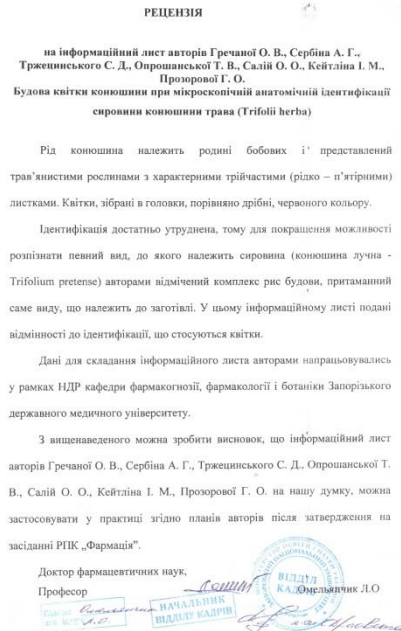 РЕЦЕНЗІЯ
на інформаційний лист авторів Гречаної О. В., Сербіна А. Г.,
Тржецинського С. Д., Опрошанської Т. В., Салій О. О., Кейтліна І. М.,
Прозорової Г. О.
Будова квітки конюшини при мікроскопічній анатомічній ідентифікації
сировини конюшини трава (Trifolii herba)
Рід конюшина належить родині бобових і представлений
трав’янистими рослинами з характерними трійчастими (рідко – п’ятірними)
листками. Квітки, зібрані в головки, порівняно дрібні, червоного кольору.
Ідентифікація достатньо утруднена, тому для покращення можливості
розпізнати певний вид, до якого належить сировина (конюшина лучна -
Trifolium pretense) авторами відмічений комплекс рис будови, притаманний
саме виду, що належить до заготівлі. У цьому інформаційному листі подані
відмінності до ідентифікації, що стосуються квітки.
Дані для складання інформаційного листа авторами напрацьовувались
у рамках НДР кафедри фармакогнозії, фармакології і ботаніки Запорізького
державного медичного університету.
З вищенаведеного можна зробити висновок, що інформаційний лист
авторів Гречаної О. В., Сербіна А. Г., Тржецинського С. Д., Опрошанської Т.
В., Салій О. О., Кейтліна І. М., Прозорової Г. О. на нашу думку, можна
застосовувати у практиці згідно планів авторів після затвердження на
засіданні РПК „Фармація”.
Доктор фармацевтичних наук,
Професор Омельянчик Л.О
ВІДДІЛ
КАДРІВ
НАЧАЛЬНИК
ВІДДІЛУ КАДРІВ